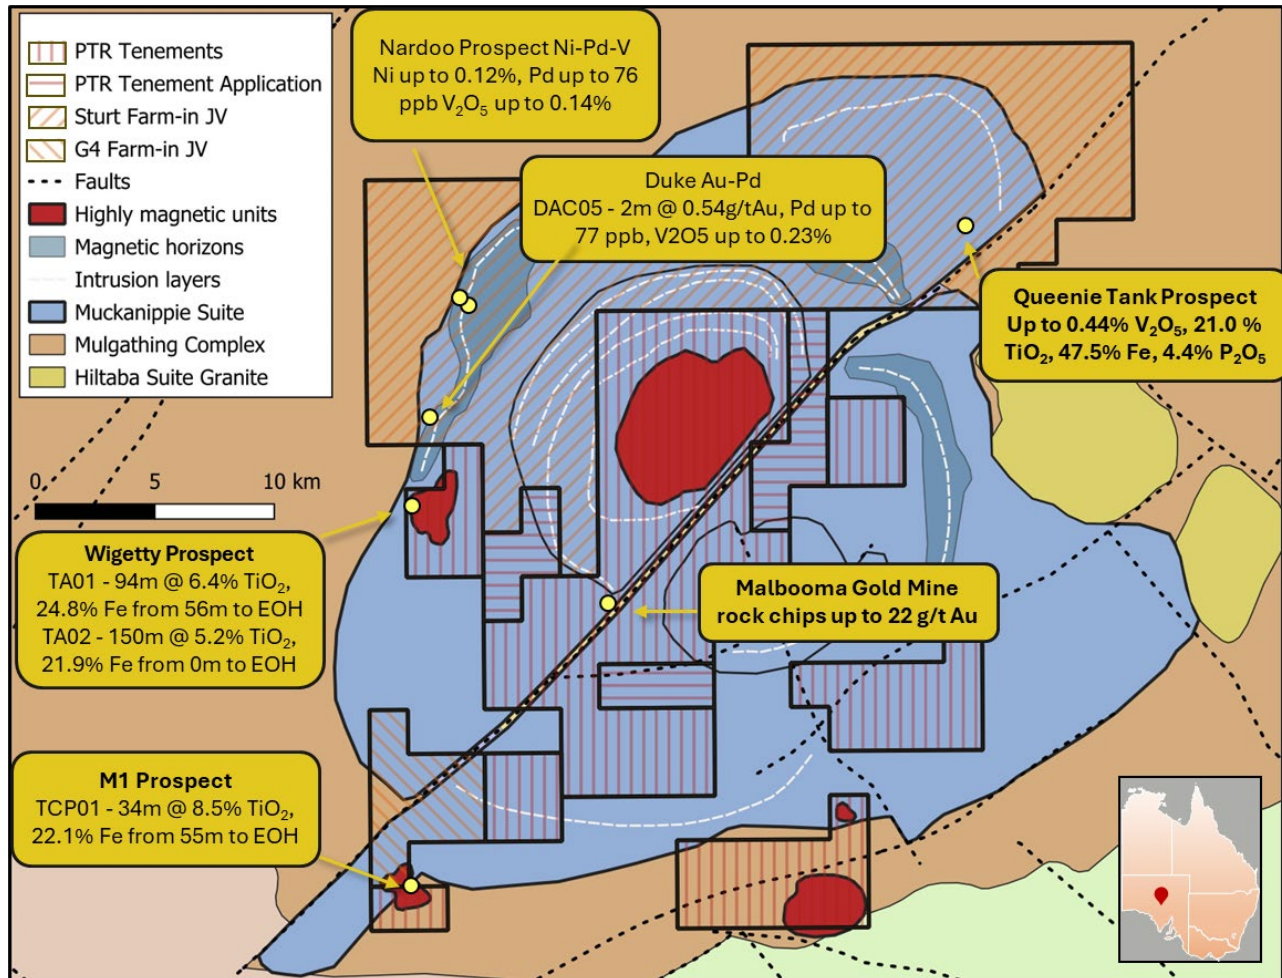 PTR Tenements
PTR Tenement Application
Sturt Farm-in JV
G4 Farm-in JV
Faults
Highly magnetic units
Magnetic horizons
Intrusion layers
Muckanippie Suite
Mulgathing Complex
Hiltaba Suite Granite
0 5 10 km
Nardoo Prospect Ni-Pd-V
Ni up to 0.12%, Pd up to 76
ppb V₂O₅ up to 0.14%
Duke Au-Pd
DAC05 - 2m @ 0.54g/tAu, Pd up to
77 ppb, V2O5 up to 0.23%
Queenie Tank Prospect
Up to 0.44% V₂O₅, 21.0 %
TiO₂, 47.5% Fe, 4.4% P₂O₅
Wigetty Prospect
TA01 - 94m @ 6.4% TiO₂,
24.8% Fe from 56m to EOH
TA02 - 150m @ 5.2% TiO₂,
21.9% Fe from 0m to EOH
Malbooma Gold Mine
rock chips up to 22 g/t Au
M1 Prospect
TCP01 - 34m @ 8.5% TiO₂,
22.1% Fe from 55m to EOH